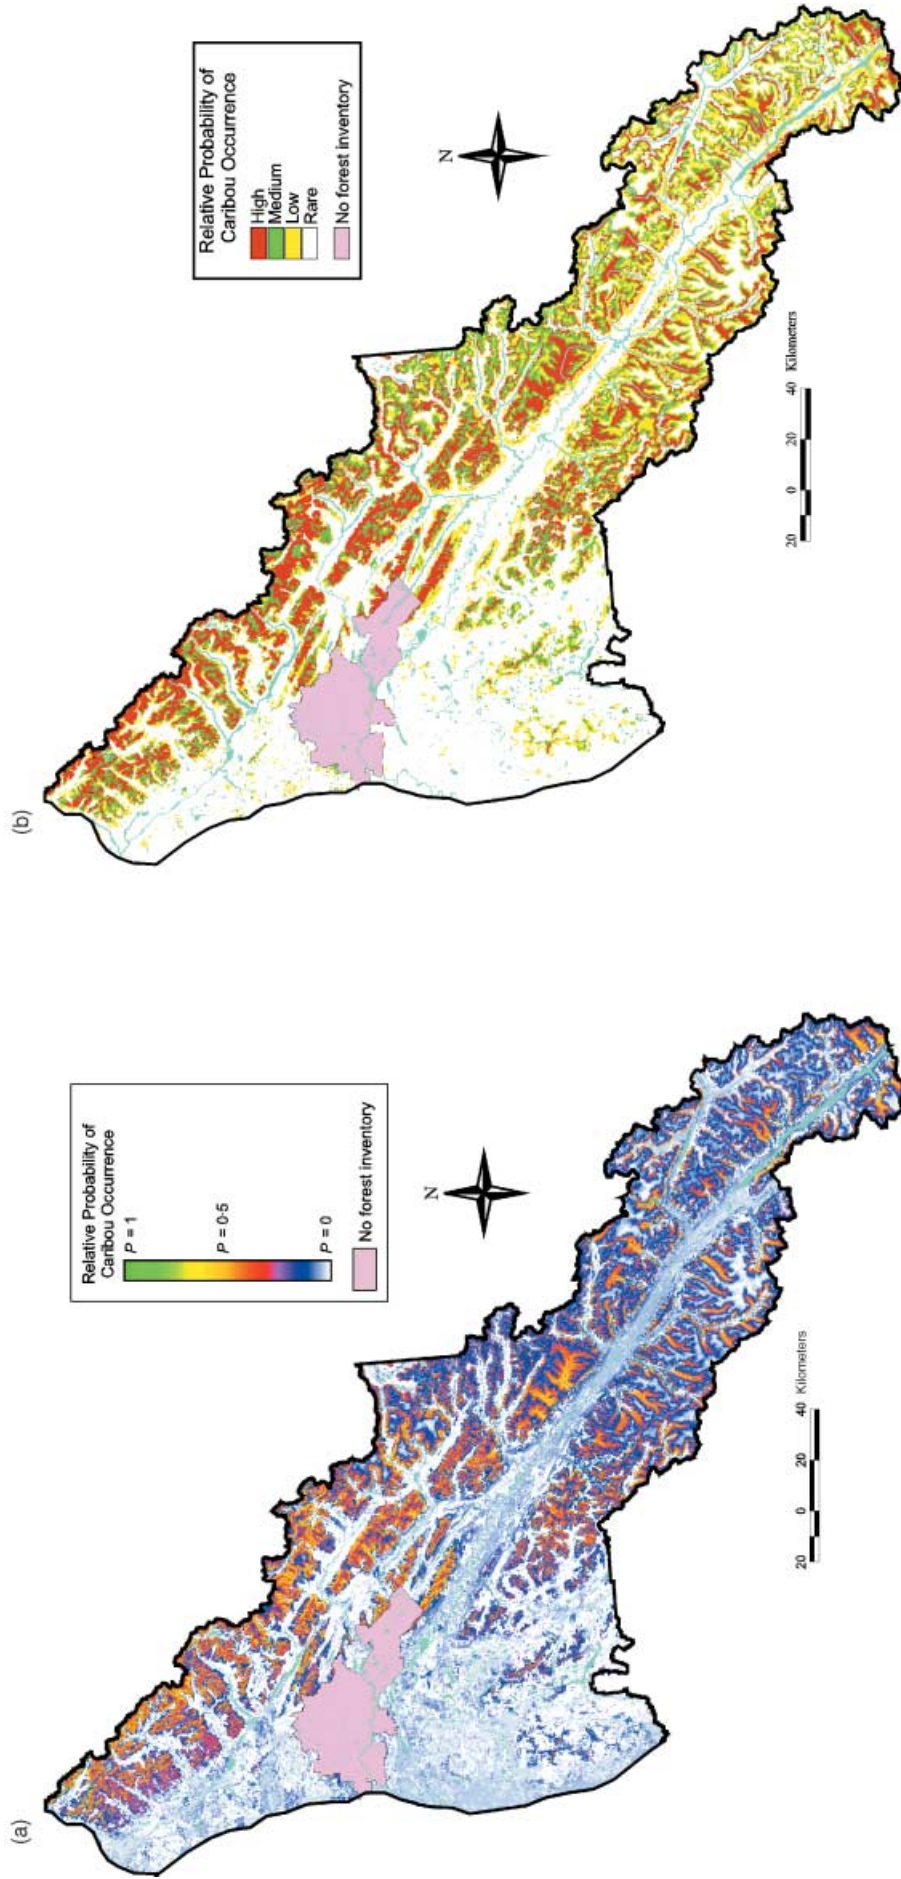 (a)
Relative Probability of
Caribou Occurrence
P = 1
P = 0·5
P = 0
No forest inventory
N
20 0 20 40 Kilometers
(b)
Relative Probability of
Caribou Occurrence
High
Medium
Low
Rare
No forest inventory
N
20 0 20 40 Kilometers